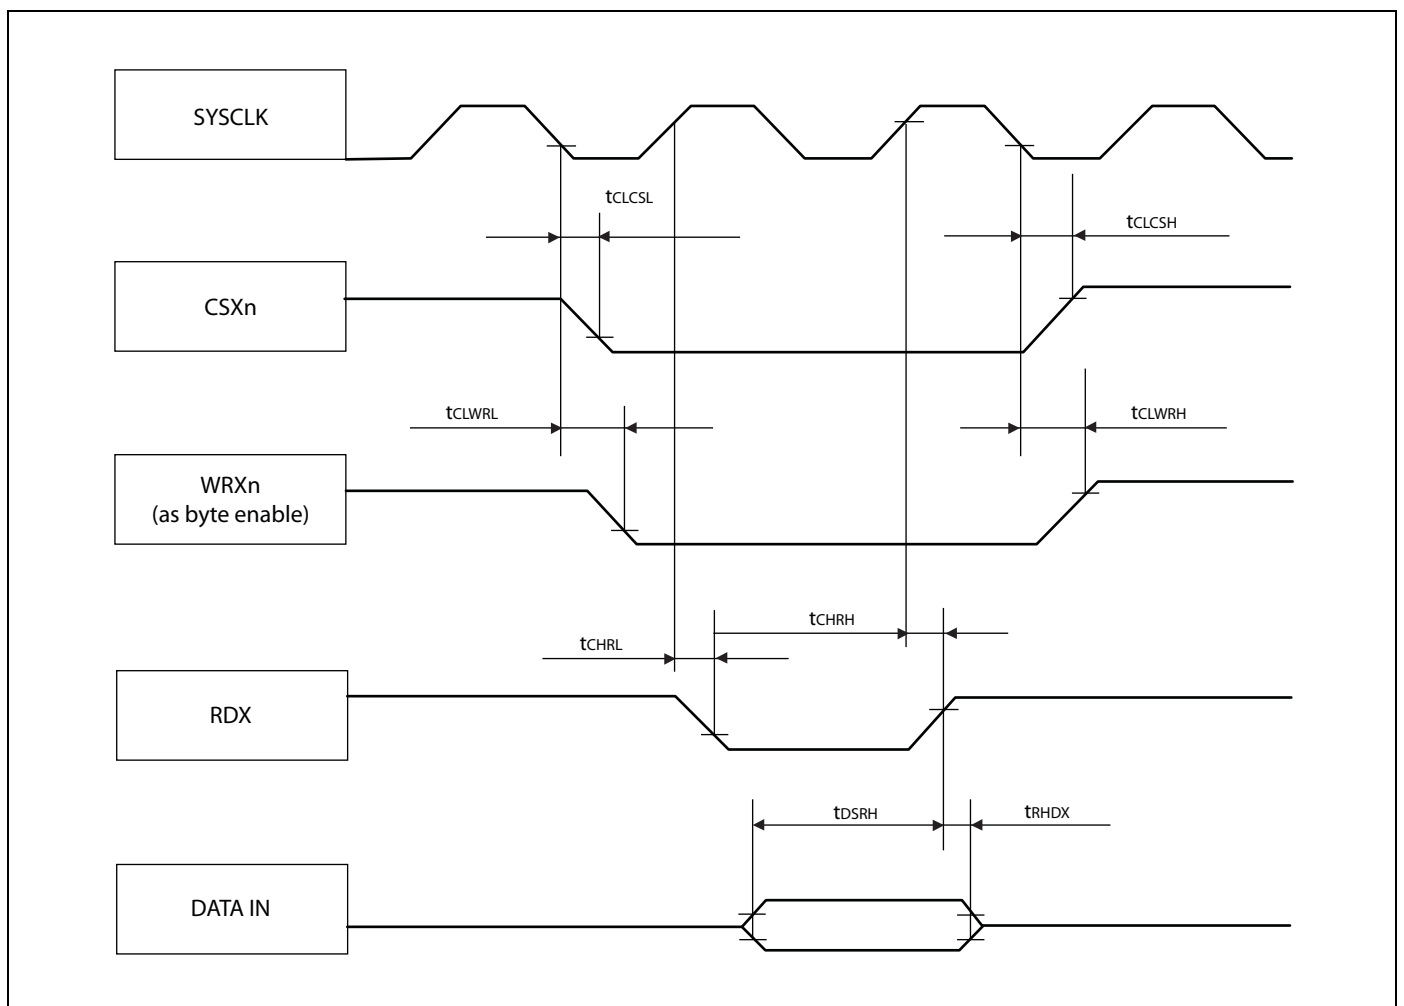 SYSCLK
tCLCSL
tCLCSH
CSXn
tCLWRL
tCLWRH
WRXn
(as byte enable)
tCHRH
tCHRL
RDX
tDSRH
tRHDX
DATA IN